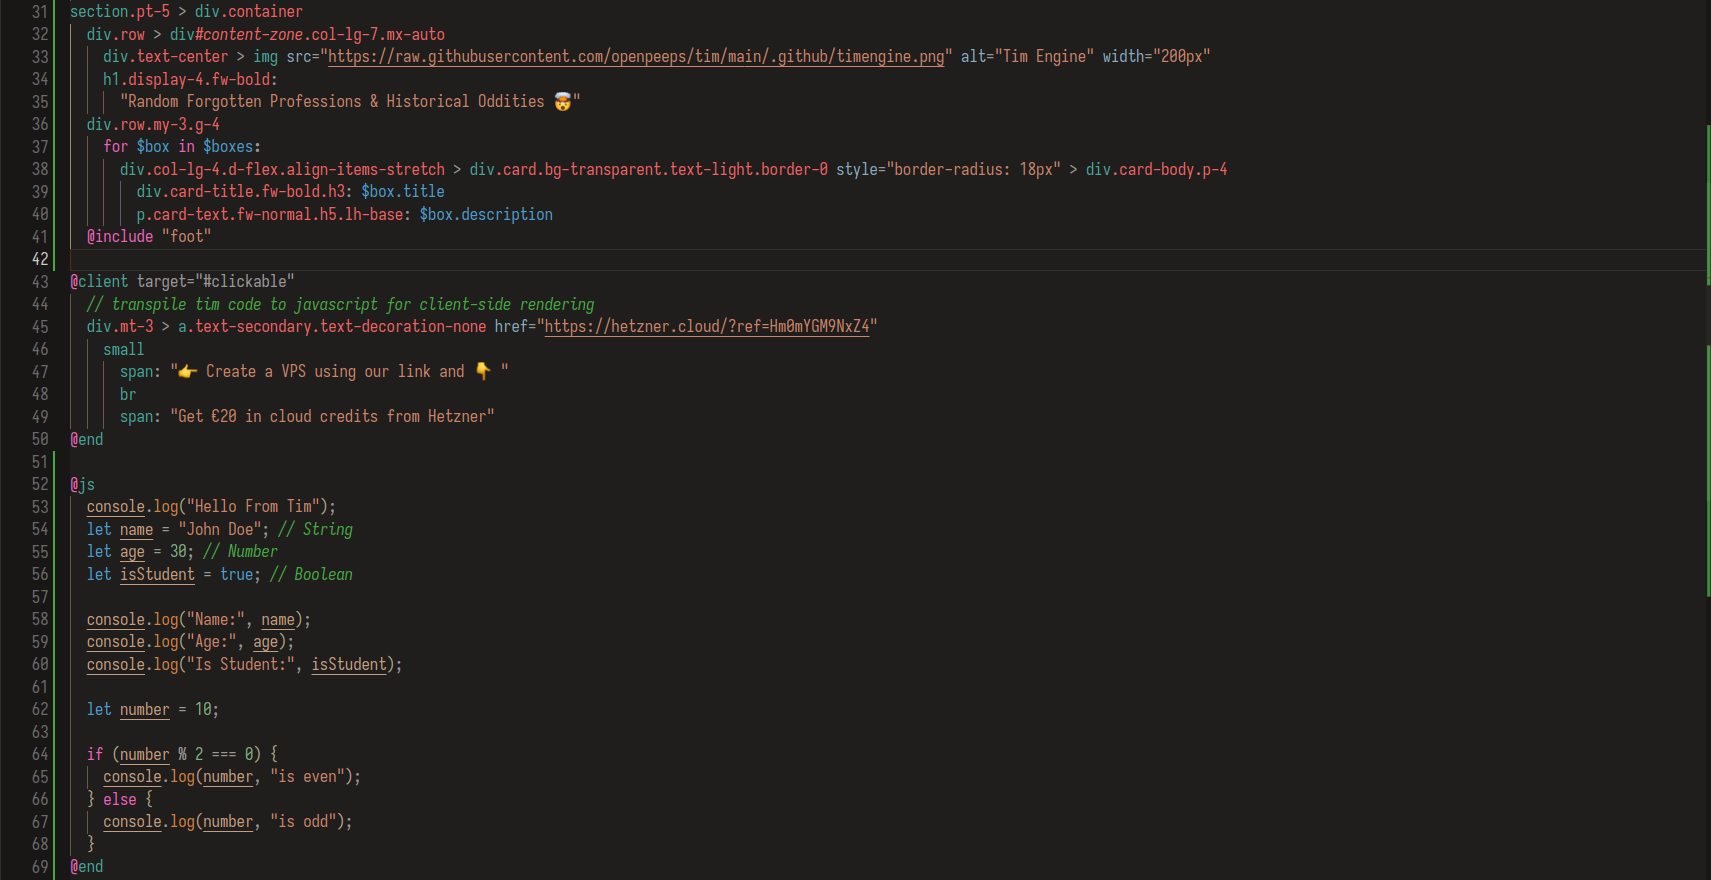 31 section.pt-5 > div.container
32 div.row > div#content-zone.col-lg-7.mx-auto
33 div.text-center > img src="https://raw.githubusercontent.com/openpeeps/tim/main/.github/timengine.png" alt="Tim Engine" width="200px"
34 h1.display-4.fw-bold:
35 "Random Forgotten Professions & Historical Oddities 🤯"
36 div.row.my-3.g-4
37 for $box in $boxes:
38 div.col-lg-4.d-flex.align-items-stretch > div.card.bg-transparent.text-light.border-0 style="border-radius: 18px" > div.card-body.p-4
39 div.card-title.fw-bold.h3: $box.title
40 p.card-text.fw-normal.h5.lh-base: $box.description
41 @include "foot"
42
43 @client target="#clickable"
44 // transpile tim code to javascript for client-side rendering
45 div.mt-3 > a.text-secondary.text-decoration-none href="https://hetzner.cloud/?ref=Hm0mYGM9NxZ4"
46 small
47 span: "👉 Create a VPS using our link and 👇 "
48 br
49 span: "Get €20 in cloud credits from Hetzner"
50 @end
51
52 @js
53 console.log("Hello From Tim");
54 let name = "John Doe"; // String
55 let age = 30; // Number
56 let isStudent = true; // Boolean
57
58 console.log("Name:", name);
59 console.log("Age:", age);
60 console.log("Is Student:", isStudent);
61
62 let number = 10;
63
64 if (number % 2 === 0) {
65 console.log(number, "is even");
66 } else {
67 console.log(number, "is odd");
68 }
69 @end